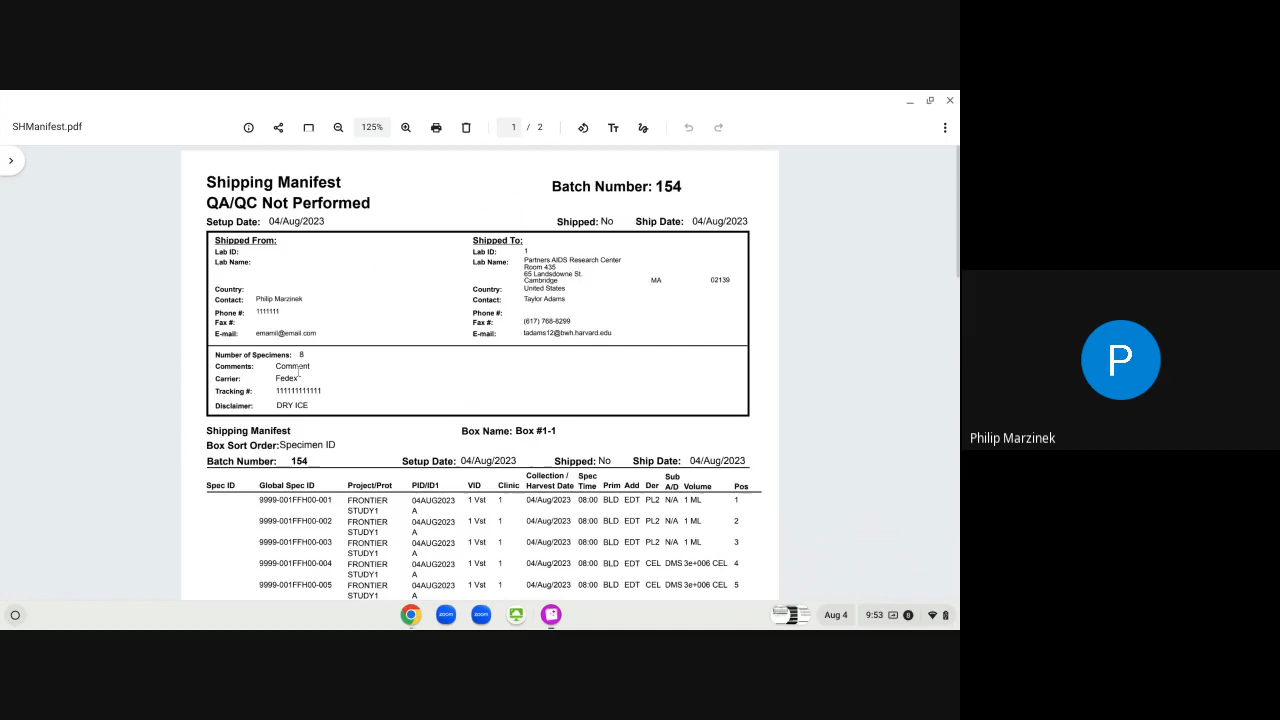 SHManifest.pdf
125%
1 / 2
Shipping Manifest
Batch Number: 154
QA/QC Not Performed
Setup Date: 04/Aug/2023 Shipped: No Ship Date: 04/Aug/2023
Shipped From: Shipped To:
Lab ID: Lab ID: 1
Lab Name: Lab Name: Partners AIDS Research Center
Room 435
65 Landsdowne St.
Cambridge MA 02139
Country: Country: United States
Contact: Philip Marzinek Contact: Taylor Adams
Phone #: 1111111 Phone #:
Fax #: Fax #: (617) 768-8299
E-mail: emamil@email.com E-mail: tadams12@bwh.harvard.edu
Number of Specimens: 8
Comments: Comment
Carrier: Fedex
Tracking #: 111111111111
Disclaimer: DRY ICE
Shipping Manifest Box Name: Box #1-1
Box Sort Order: Specimen ID
Batch Number: 154 Setup Date: 04/Aug/2023 Shipped: No Ship Date: 04/Aug/2023
Spec ID Global Spec ID Project/Prot PID/ID1 VID Clinic Collection / Harvest Date Spec Time Prim Add Der Sub A/D Volume Pos
9999-001FFH00-001 FRONTIER 04AUG2023 1 Vst 1 04/Aug/2023 08:00 BLD EDT PL2 N/A 1 ML 1
STUDY1 A
9999-001FFH00-002 FRONTIER 04AUG2023 1 Vst 1 04/Aug/2023 08:00 BLD EDT PL2 N/A 1 ML 2
STUDY1 A
9999-001FFH00-003 FRONTIER 04AUG2023 1 Vst 1 04/Aug/2023 08:00 BLD EDT PL2 N/A 1 ML 3
STUDY1 A
9999-001FFH00-004 FRONTIER 04AUG2023 1 Vst 1 04/Aug/2023 08:00 BLD EDT CEL DMS 3e+006 CEL 4
STUDY1 A
9999-001FFH00-005 FRONTIER 04AUG2023 1 Vst 1 04/Aug/2023 08:00 BLD EDT CEL DMS 3e+006 CEL 5
STUDY1 A
zoom zoom
Aug 4 9:53 8
P
Philip Marzinek